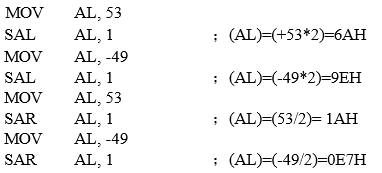 MOV AL, 53
SAL AL, 1 ；(AL)=(+53*2)=6AH
MOV AL, -49
SAL AL, 1 ；(AL)=(-49*2)=9EH
MOV AL, 53
SAR AL, 1 ；(AL)=(53/2)= 1AH
MOV AL, -49
SAR AL, 1 ；(AL)=(-49/2)=0E7H